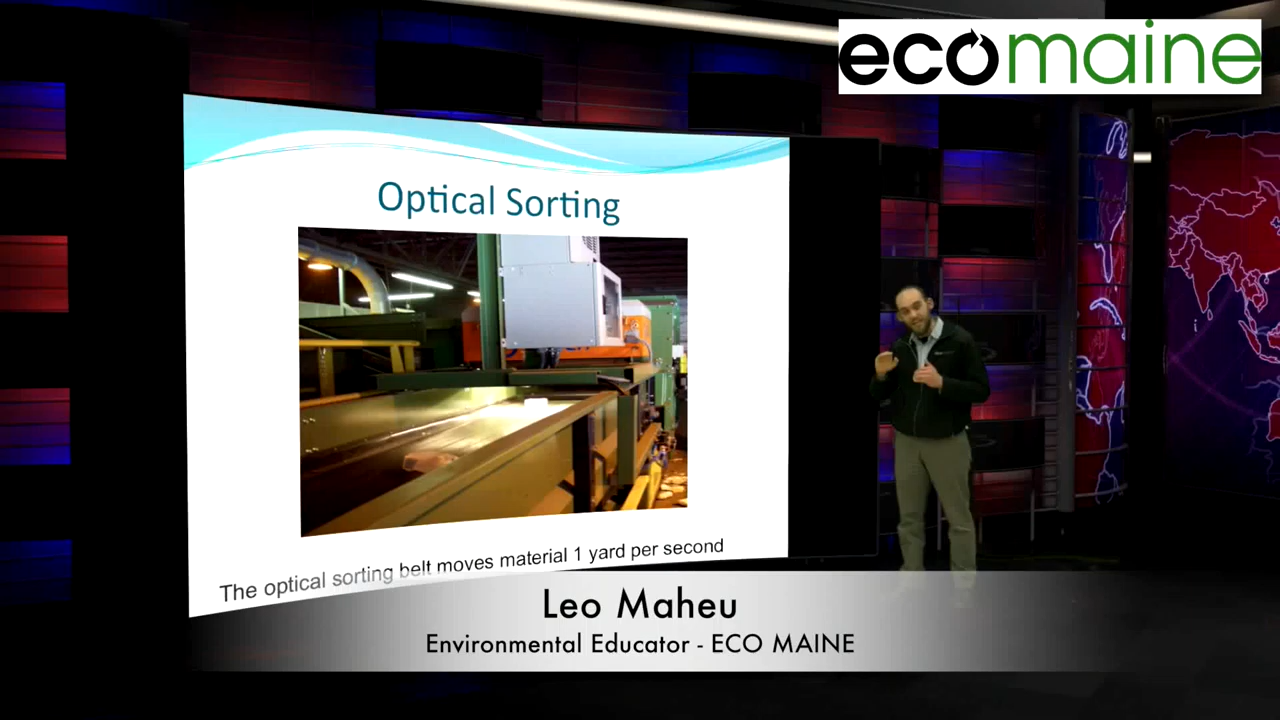 ecomaine
Optical Sorting
The optical sorting belt moves material 1 yard per second
Leo Maheu
Environmental Educator - ECO MAINE